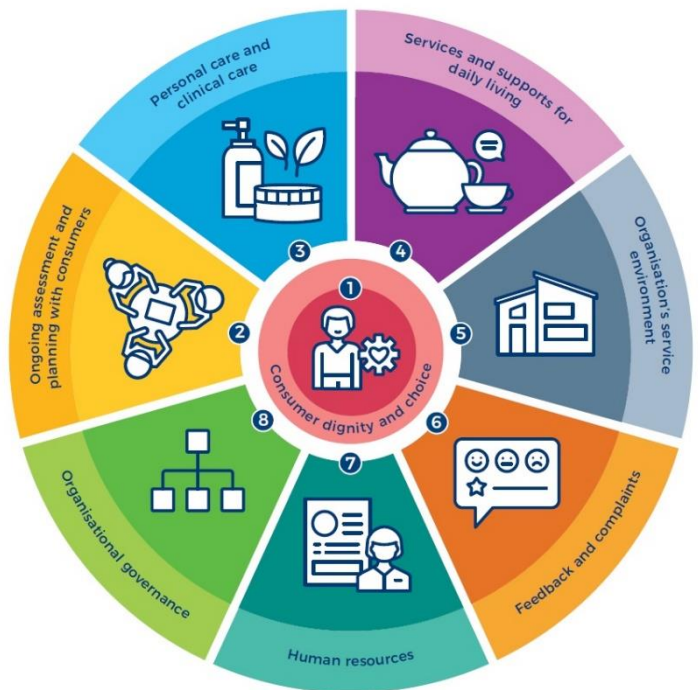 1
Consumer dignity and choice
2
Ongoing assessment and
planning with consumers
3
Personal care and
clinical care
4
Services and supports for
daily living
5
Organisation's service
environment
6
Feedback and complaints
7
Human resources
8
Organisational governance